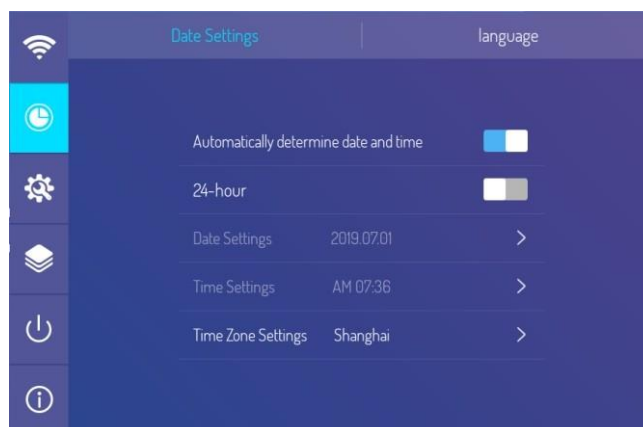 Date Settings language
Automatically determine date and time
24-hour
Date Settings 2019.07.01
Time Settings AM 07:36
Time Zone Settings Shanghai